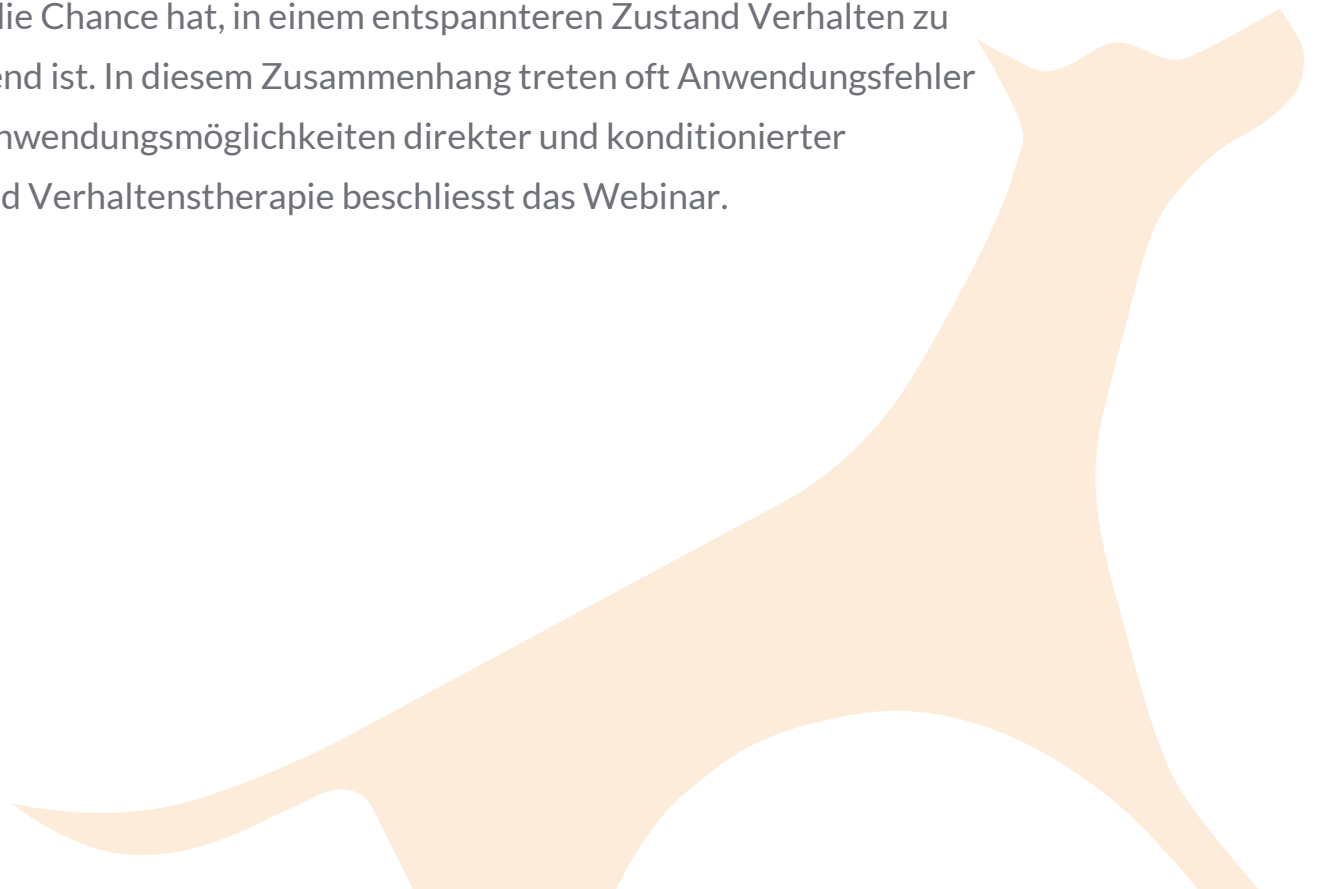 die Chance hat, in einem entspannteren Zustand Verhalten zu
end ist. In diesem Zusammenhang treten oft Anwendungsfehler
nwendungsmöglichkeiten direkter und konditionierter
d Verhaltenstherapie beschliesst das Webinar.